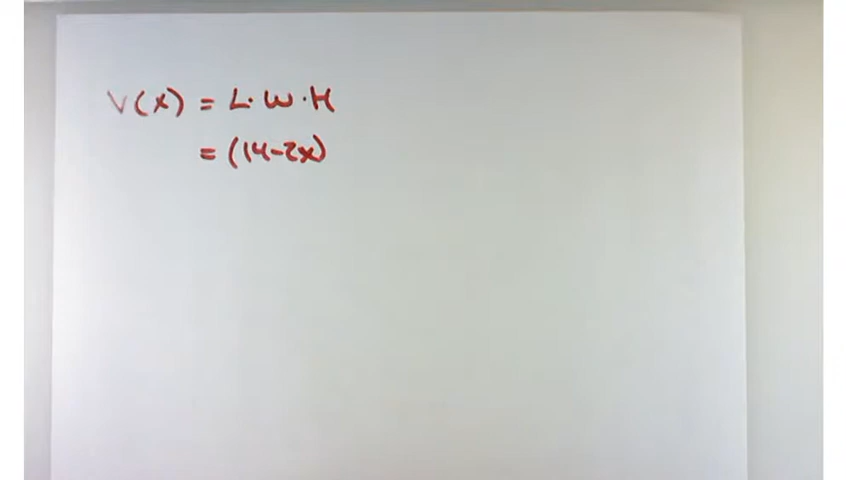 V(x) = L·W·H
= (14-2x)